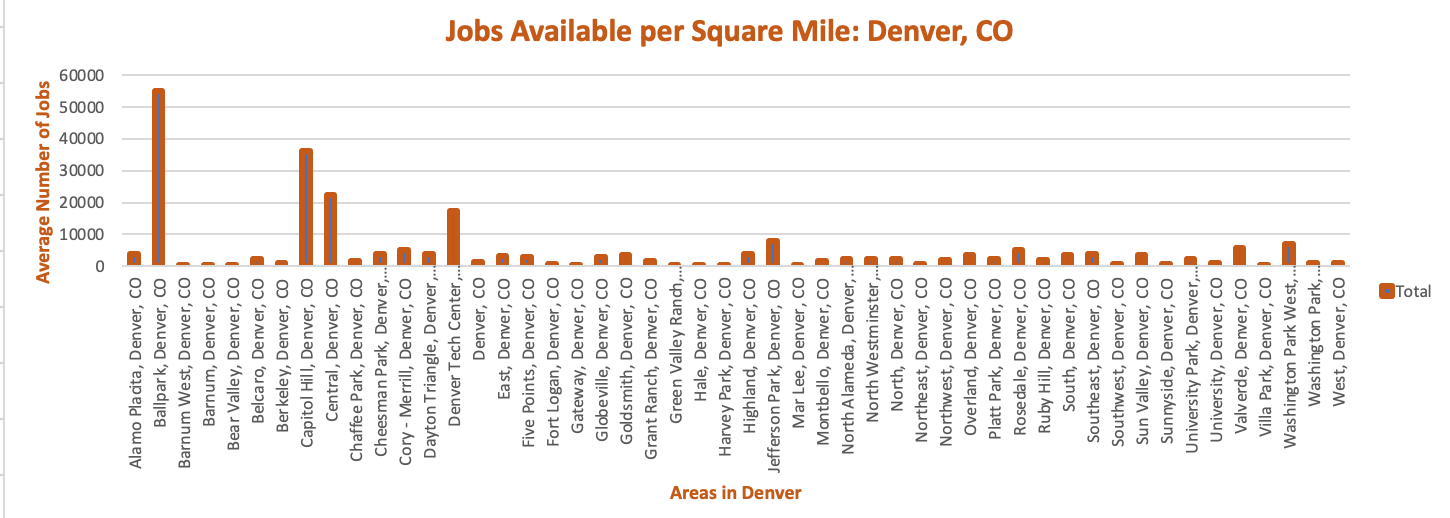 Jobs Available per Square Mile: Denver, CO
Average Number of Jobs
60000
50000
40000
30000
20000
10000
0
Alamo Placita, Denver, CO
Ballpark, Denver, CO
Barnum West, Denver, CO
Barnum, Denver, CO
Bear Valley, Denver, CO
Belcaro, Denver, CO
Berkeley, Denver, CO
Capitol Hill, Denver, CO
Central, Denver, CO
Chaffee Park, Denver, CO
Cheesman Park, Denver,...
Cory - Merrill, Denver, CO
Dayton Triangle, Denver,...
Denver Tech Center,...
Denver, CO
East, Denver, CO
Five Points, Denver, CO
Fort Logan, Denver, CO
Gateway, Denver, CO
Globeville, Denver, CO
Goldsmith, Denver, CO
Grant Ranch, Denver, CO
Green Valley Ranch,...
Hale, Denver, CO
Harvey Park, Denver, CO
Highland, Denver, CO
Jefferson Park, Denver, CO
Mar Lee, Denver, CO
Montbello, Denver, CO
North Alameda, Denver,...
North Westminster,...
North, Denver, CO
Northeast, Denver, CO
Northwest, Denver, CO
Overland, Denver, CO
Platt Park, Denver, CO
Rosedale, Denver, CO
Ruby Hill, Denver, CO
South, Denver, CO
Southeast, Denver, CO
Southwest, Denver, CO
Sun Valley, Denver, CO
Sunnyside, Denver, CO
University Park, Denver,...
University, Denver, CO
Valverde, Denver, CO
Villa Park, Denver, CO
Washington Park West,...
Washington Park,...
West, Denver, CO
Areas in Denver
Total